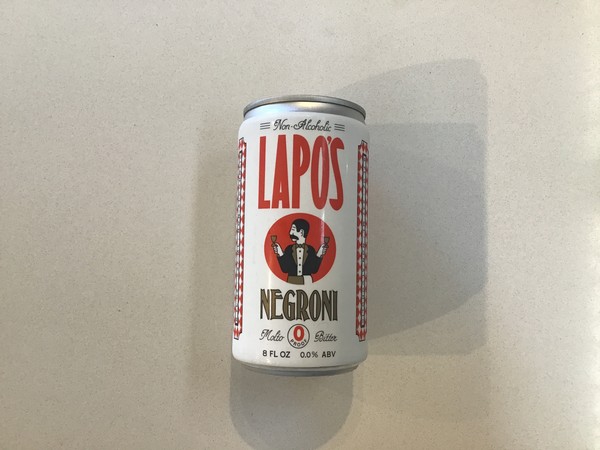 Non-Alcoholic
LAPO'S
NEGRONI
Molto 0 PROOF Bitter
8 FL OZ 0.0% ABV